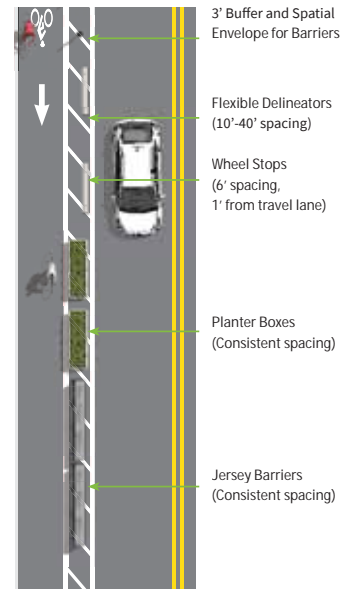 3’ Buffer and Spatial
Envelope for Barriers
Flexible Delineators
(10’-40’ spacing)
Wheel Stops
(6’ spacing,
1’ from travel lane)
Planter Boxes
(Consistent spacing)
Jersey Barriers
(Consistent spacing)